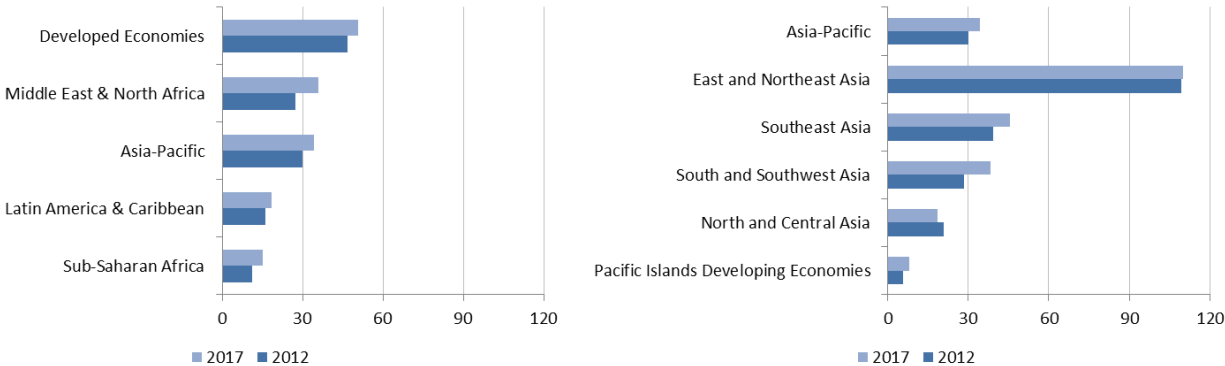 Developed Economies
Middle East & North Africa
Asia-Pacific
Latin America & Caribbean
Sub-Saharan Africa
0 30 60 90 120
2017 2012
Asia-Pacific
East and Northeast Asia
Southeast Asia
South and Southwest Asia
North and Central Asia
Pacific Islands Developing Economies
0 30 60 90 120
2017 2012